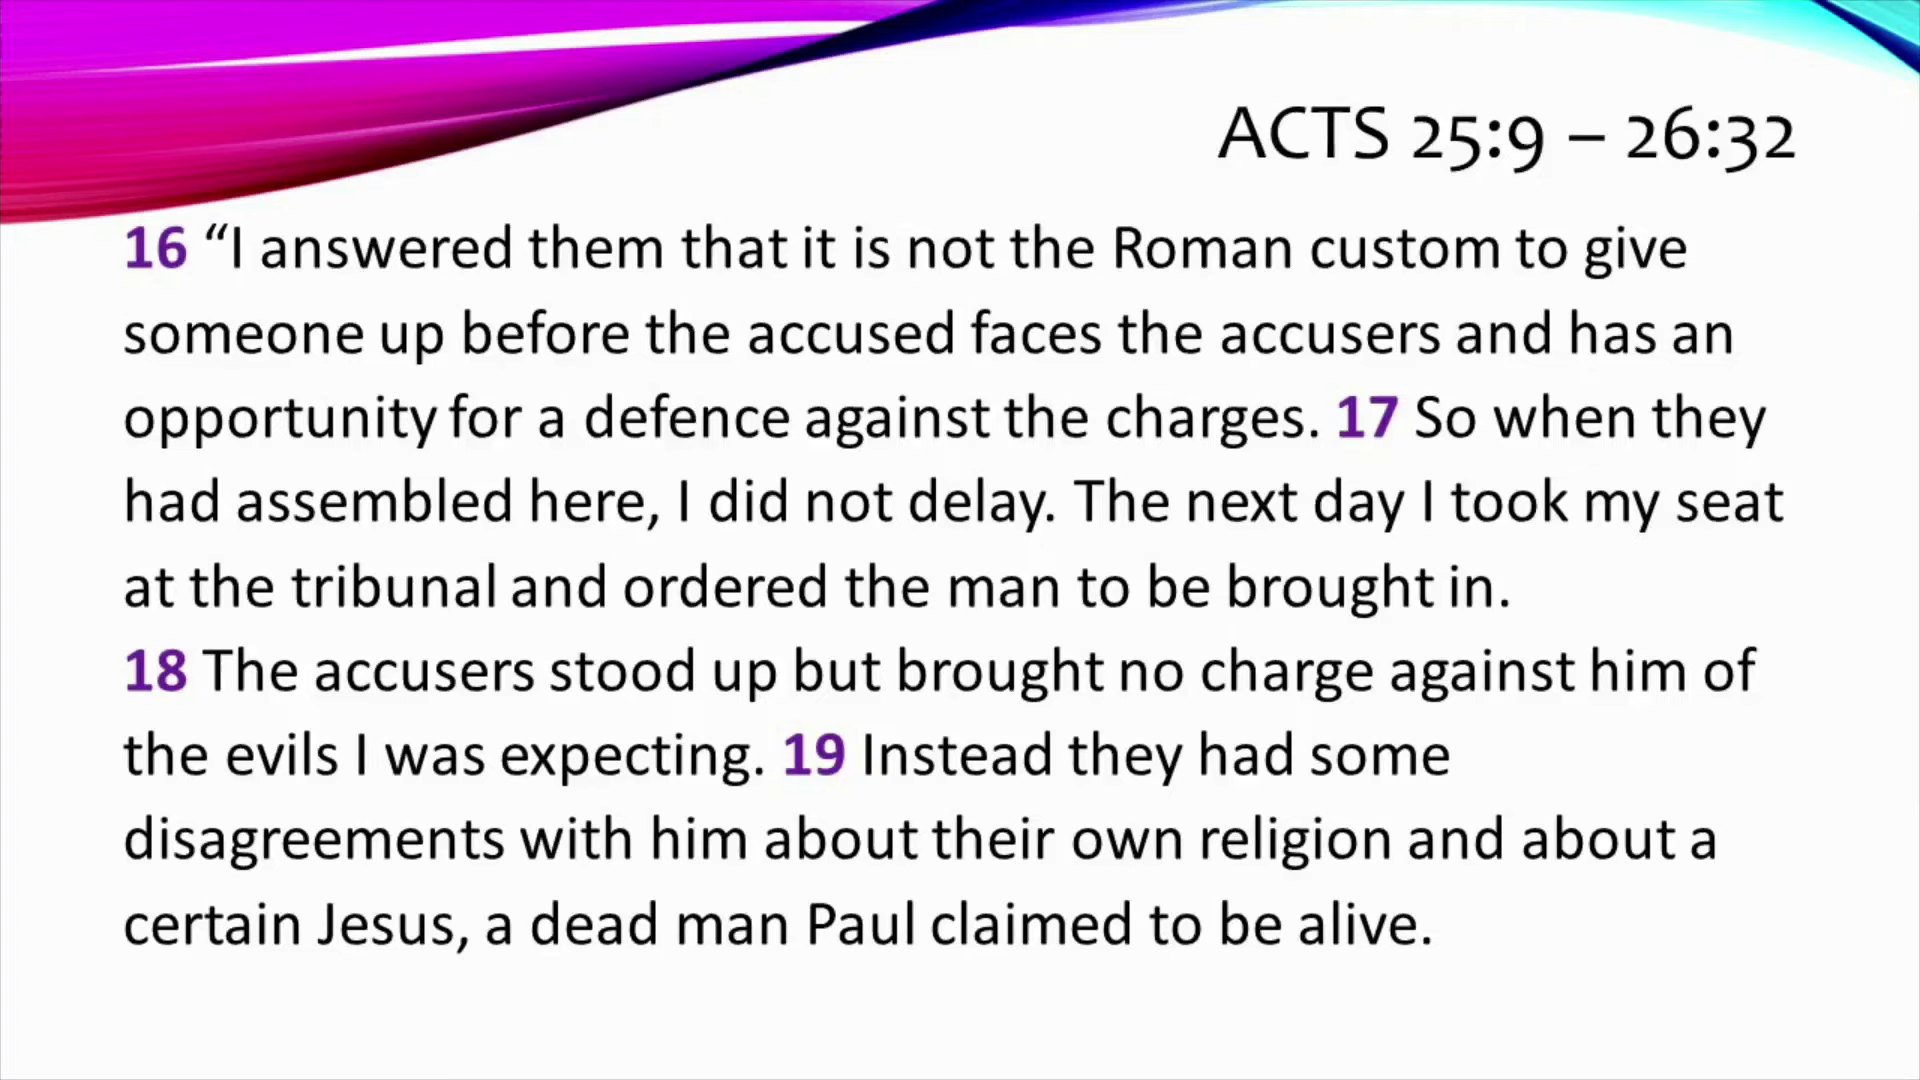 ACTS 25:9 – 26:32
16 “I answered them that it is not the Roman custom to give
someone up before the accused faces the accusers and has an
opportunity for a defence against the charges. 17 So when they
had assembled here, I did not delay. The next day I took my seat
at the tribunal and ordered the man to be brought in.
18 The accusers stood up but brought no charge against him of
the evils I was expecting. 19 Instead they had some
disagreements with him about their own religion and about a
certain Jesus, a dead man Paul claimed to be alive.